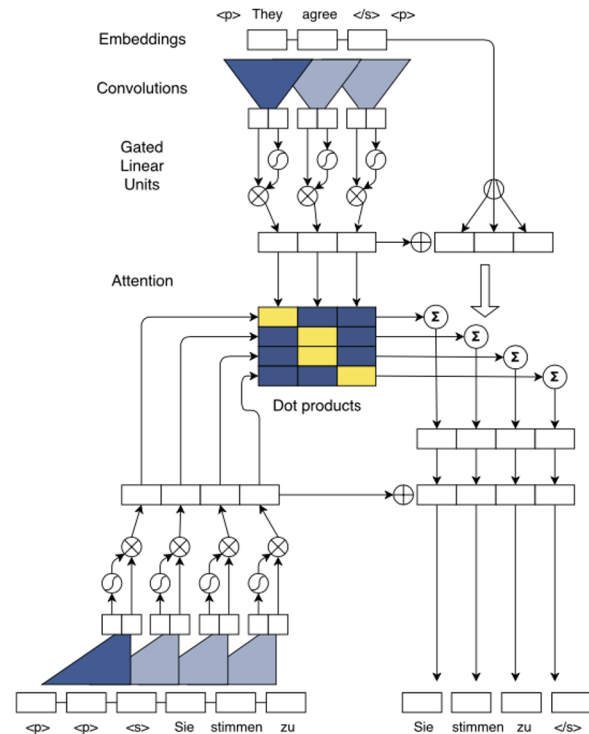 <p> They agree </s> <p>
Embeddings
Convolutions
Gated
Linear
Units
Attention
Σ
Σ
Σ
Σ
Dot products
<p> <p> <s> Sie stimmen zu
Sie stimmen zu </s>